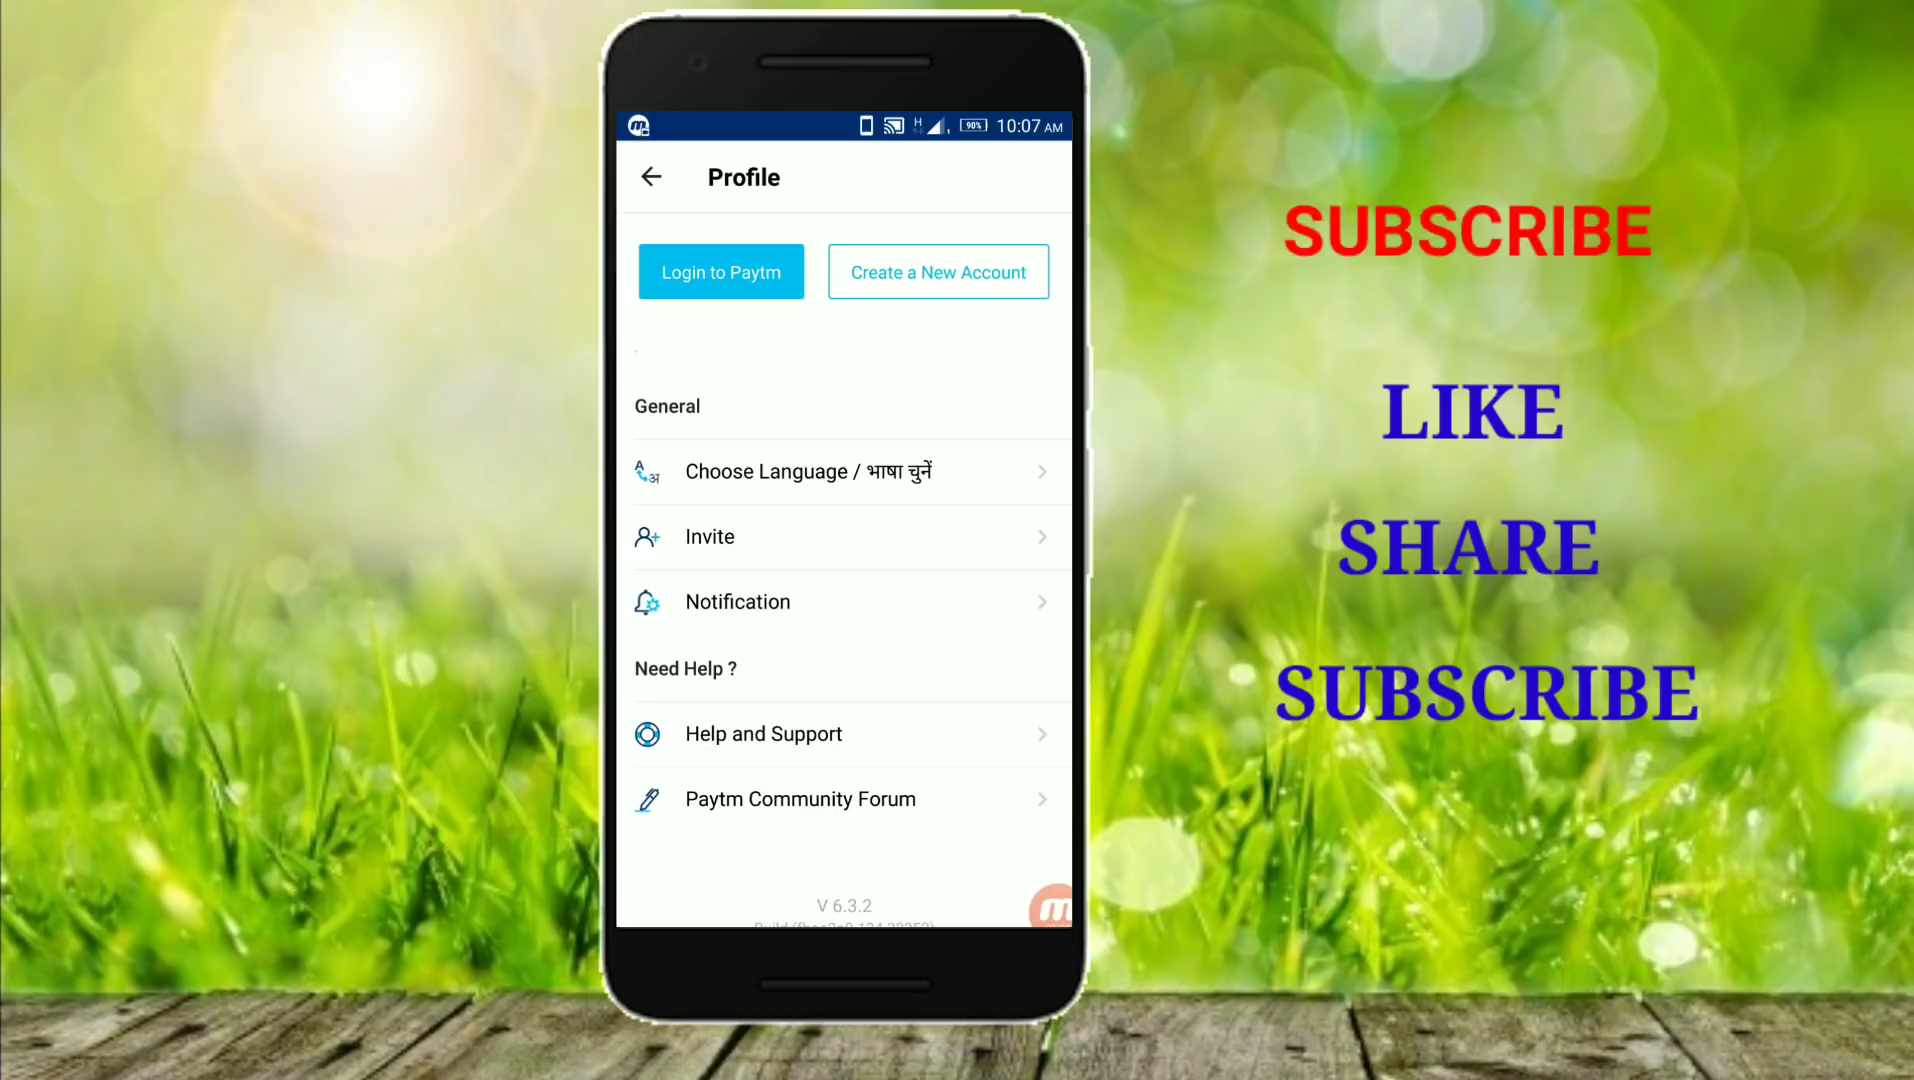 H
90%
10:07 AM
Profile
Login to Paytm
Create a New Account
General
Choose Language / भाषा चुनें
Invite
Notification
Need Help ?
Help and Support
Paytm Community Forum
V 6.3.2
SUBSCRIBE
LIKE
SHARE
SUBSCRIBE